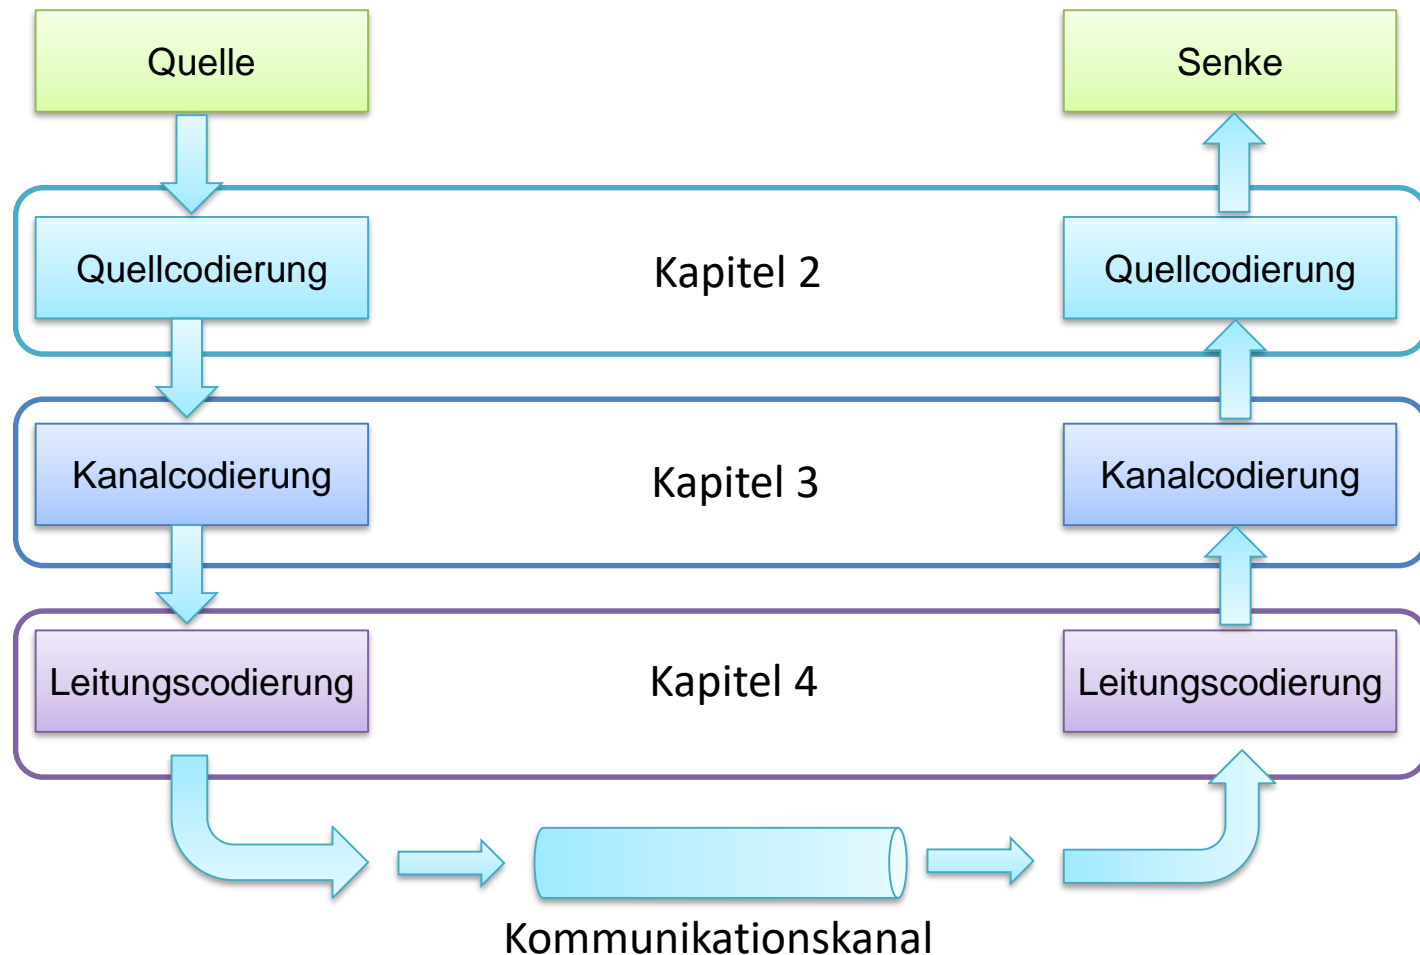 Quelle
Senke
Quellcodierung
Kapitel 2
Quellcodierung
Kanalcodierung
Kapitel 3
Kanalcodierung
Leitungscodierung
Kapitel 4
Leitungscodierung
Kommunikationskanal